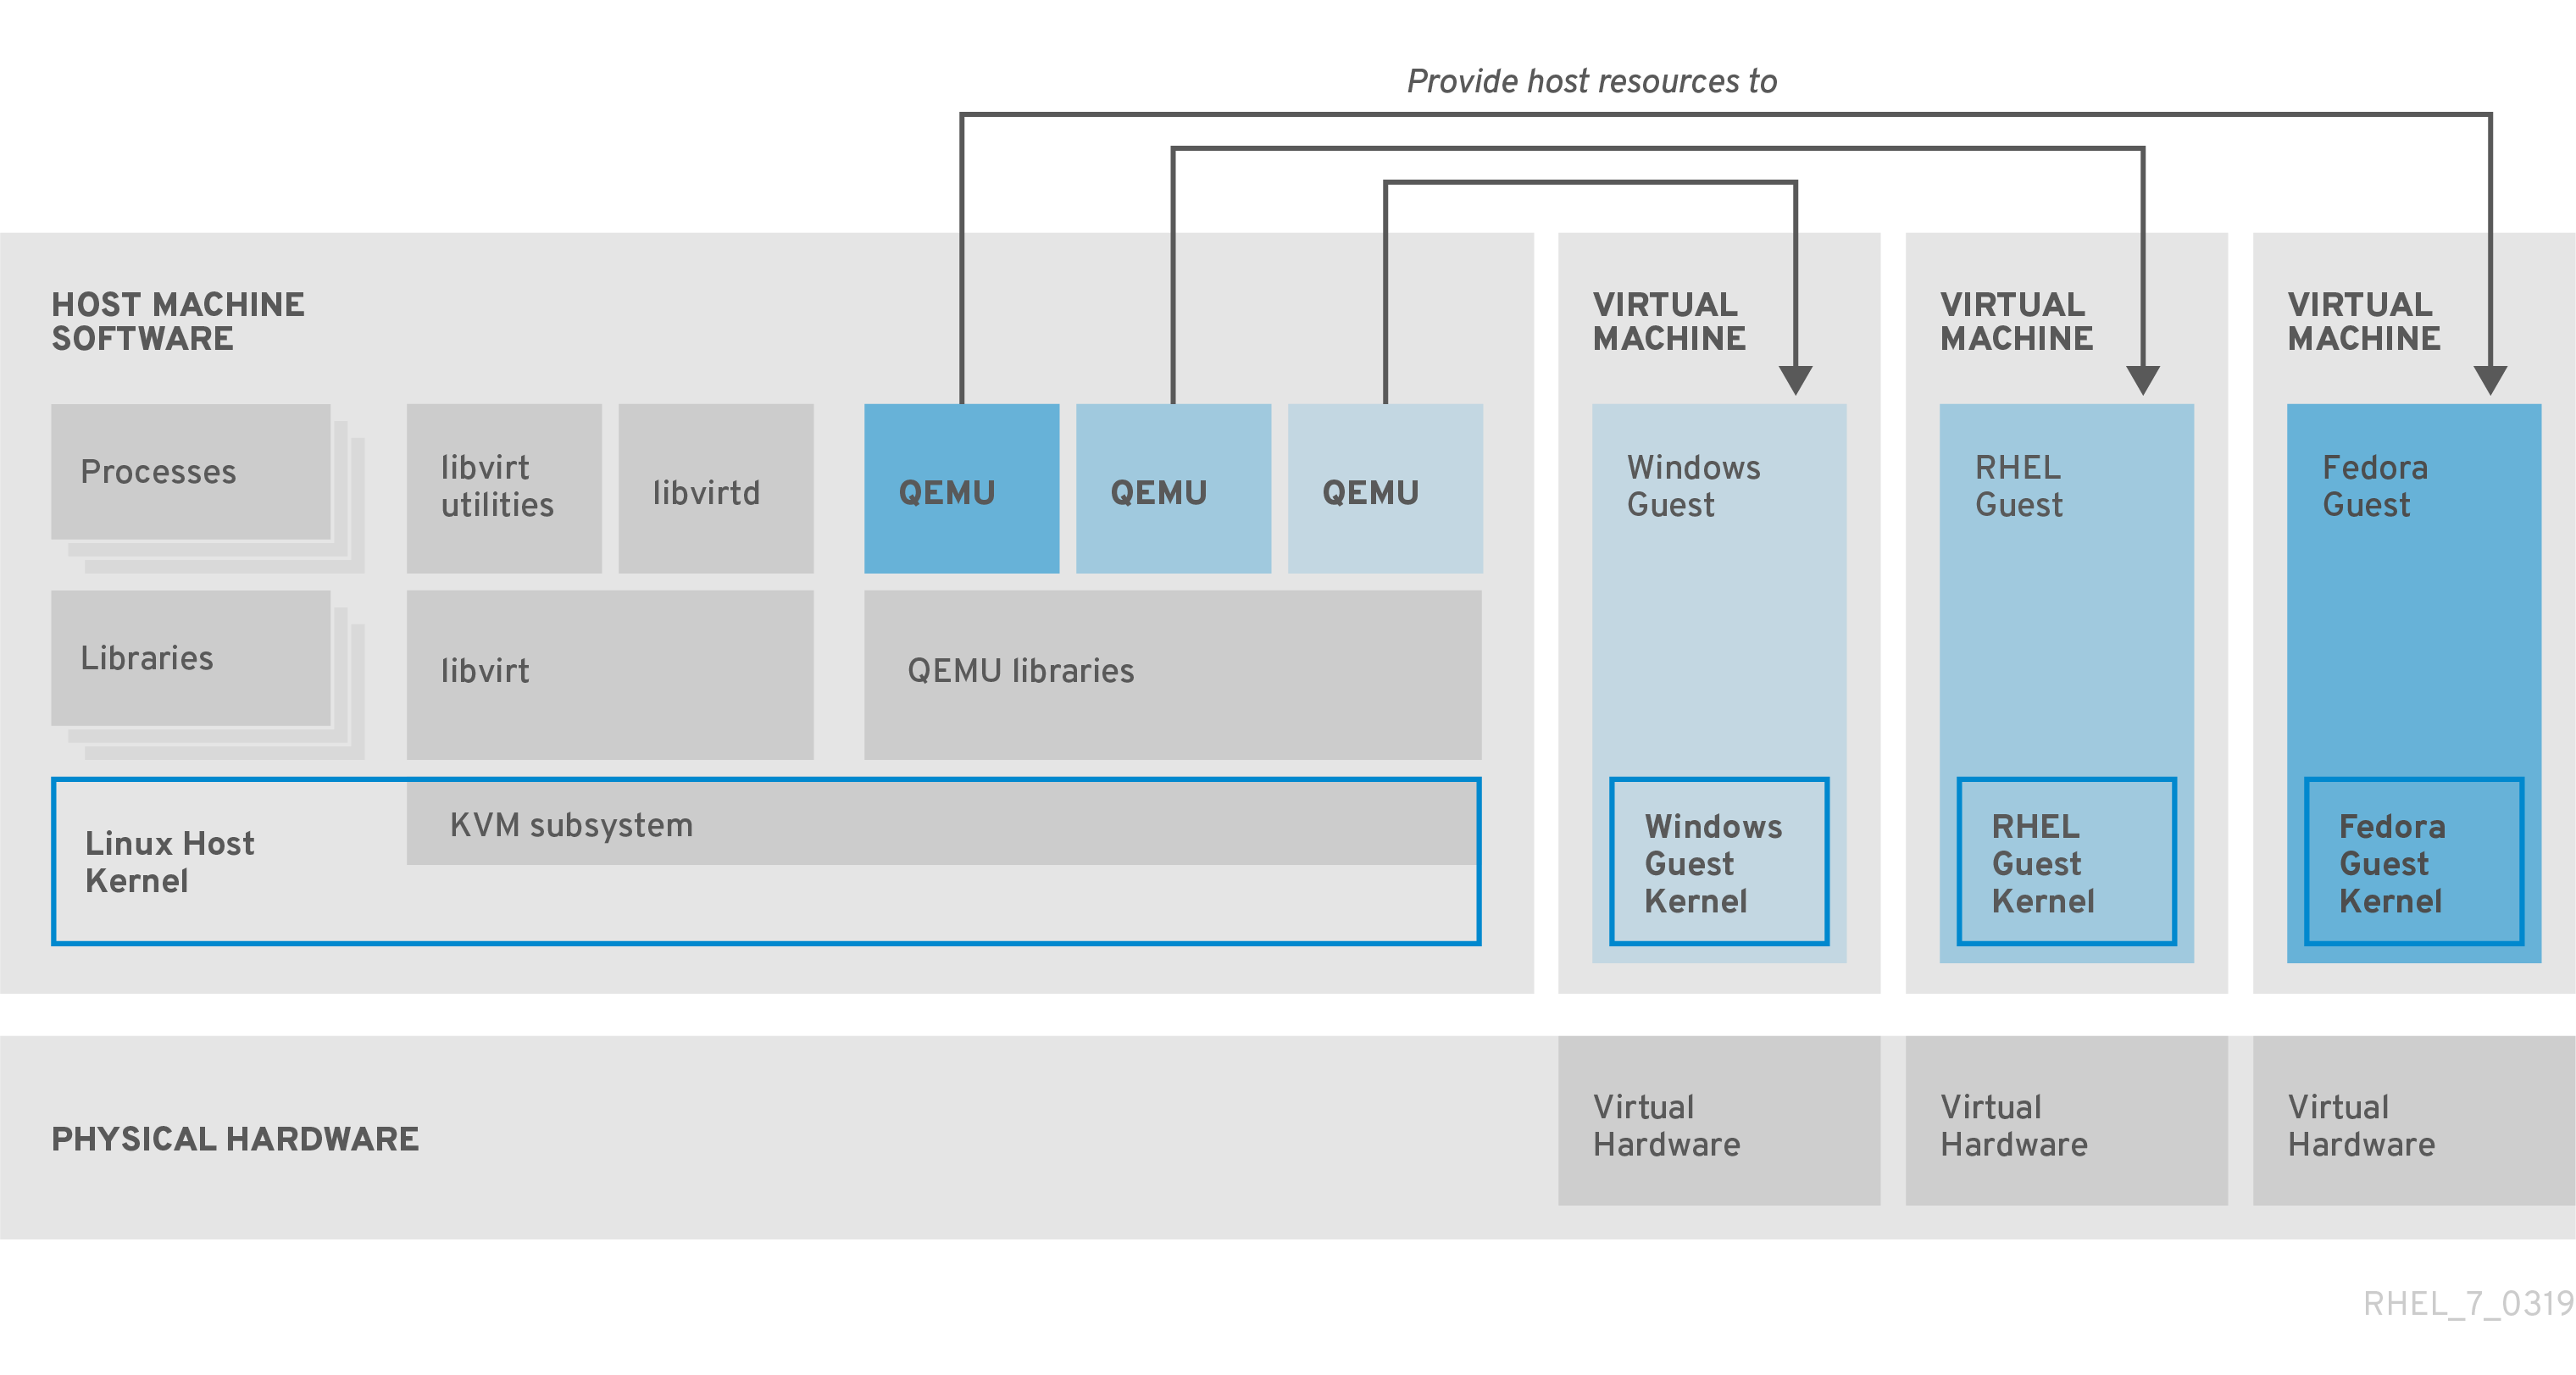 Provide host resources to
HOST MACHINE
SOFTWARE
VIRTUAL
MACHINE
VIRTUAL
MACHINE
VIRTUAL
MACHINE
Processes
libvirt
utilities
libvirtd
QEMU
QEMU
QEMU
Windows
Guest
RHEL
Guest
Fedora
Guest
Libraries
libvirt
QEMU libraries
Linux Host
Kernel
KVM subsystem
Windows
Guest
Kernel
RHEL
Guest
Kernel
Fedora
Guest
Kernel
PHYSICAL HARDWARE
Virtual
Hardware
Virtual
Hardware
Virtual
Hardware
RHEL_7_0319